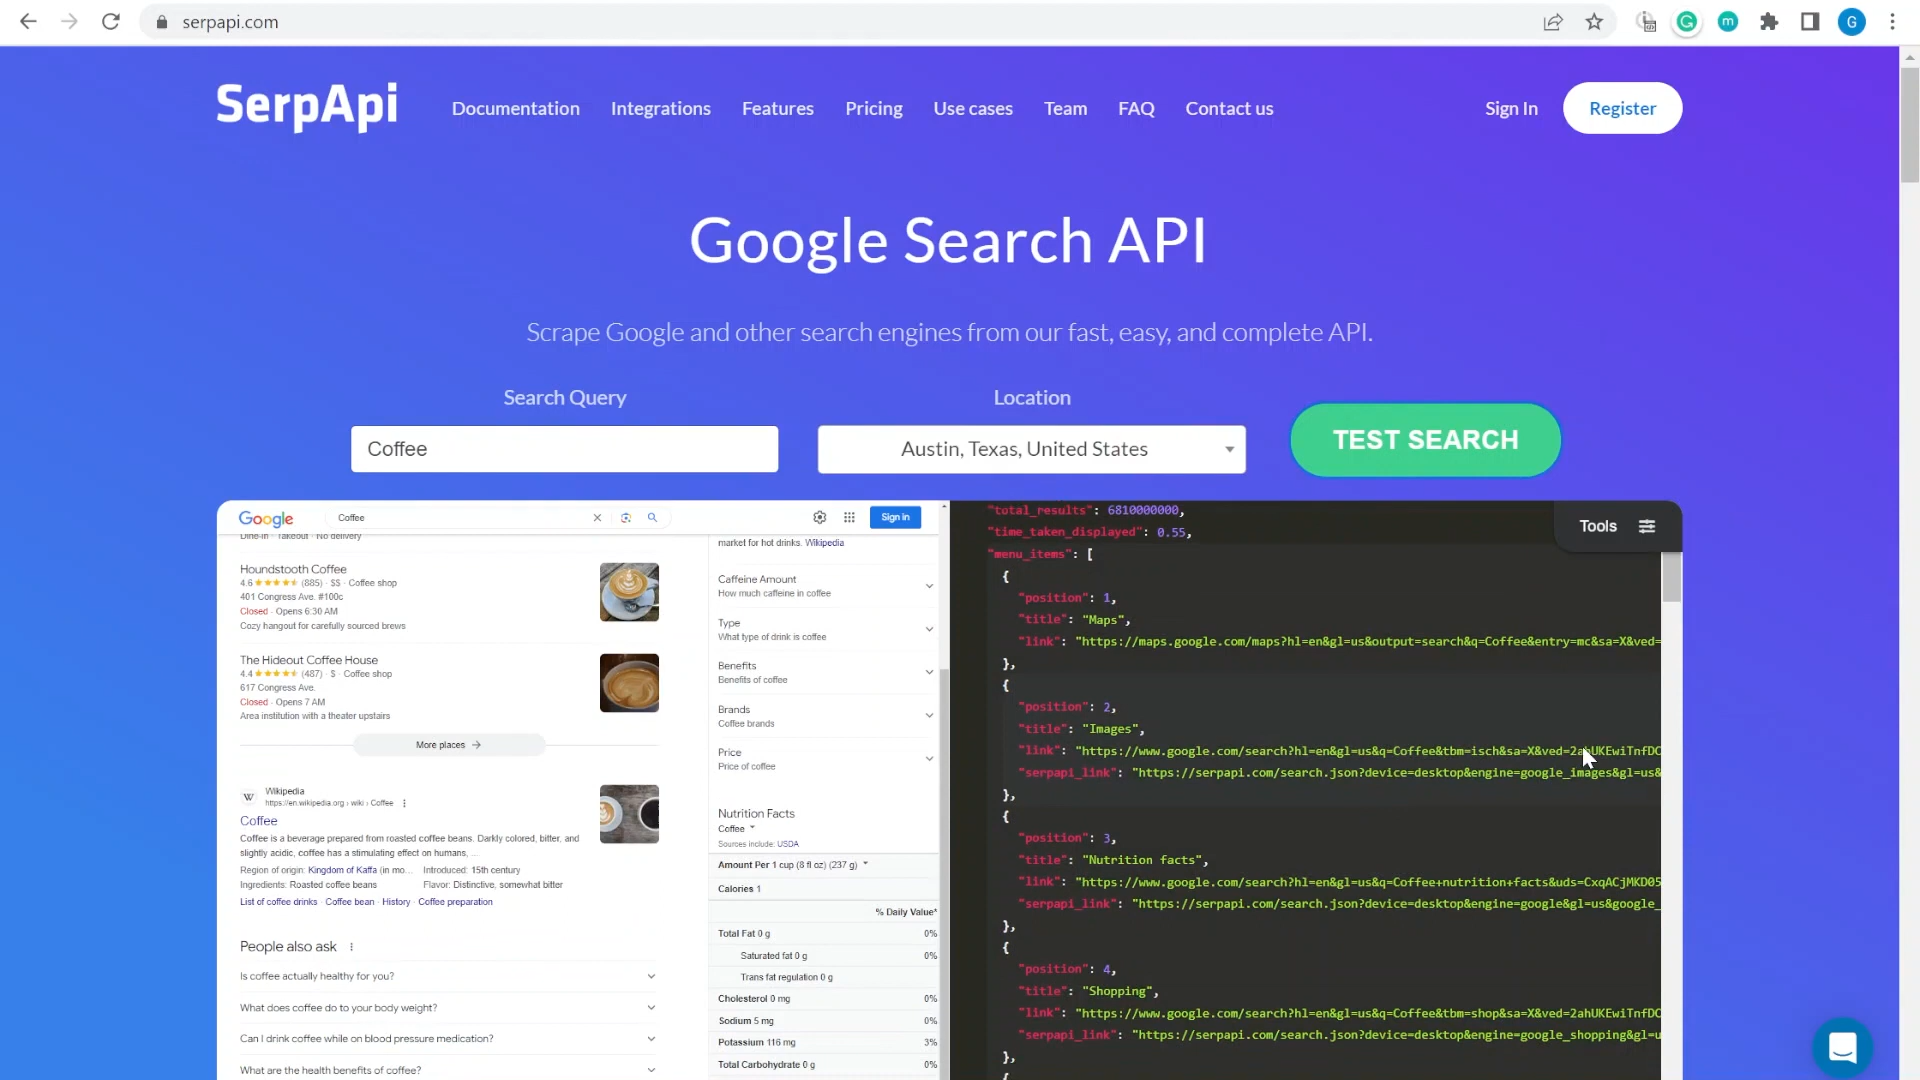 serpapi.com
G
m
G
SerpApi
Documentation
Integrations
Features
Pricing
Use cases
Team
FAQ
Contact us
Sign In
Register
Google Search API
Scrape Google and other search engines from our fast, easy, and complete API.
Search Query
Location
Coffee
Austin, Texas, United States
TEST SEARCH
Google
Coffee
Sign in
Dine-in · Takeout · No delivery
Houndstooth Coffee
4.6 ★★★★★ (885) · $$ · Coffee shop
401 Congress Ave. #100c
Closed · Opens 6:30 AM
Cozy hangout for carefully sourced brews
The Hideout Coffee House
4.4 ★★★★★ (487) · $ · Coffee shop
617 Congress Ave.
Closed · Opens 7 AM
Area institution with a theater upstairs
More places →
W
Wikipedia
https://en.wikipedia.org › wiki › Coffee
Coffee
Coffee is a beverage prepared from roasted coffee beans. Darkly colored, bitter, and
slightly acidic, coffee has a stimulating effect on humans, ...
Region of origin: Kingdom of Kaffa (in mo... Introduced: 15th century
Ingredients: Roasted coffee beans Flavor: Distinctive, somewhat bitter
List of coffee drinks · Coffee bean · History · Coffee preparation
People also ask
Is coffee actually healthy for you?
What does coffee do to your body weight?
Can I drink coffee while on blood pressure medication?
What are the health benefits of coffee?
market for hot drinks. Wikipedia
Caffeine Amount
How much caffeine in coffee
Type
What type of drink is coffee
Benefits
Benefits of coffee
Brands
Coffee brands
Price
Price of coffee
Nutrition Facts
Coffee
Sources include: USDA
Amount Per 1 cup (8 fl oz) (237 g)
Calories 1
% Daily Value*
Total Fat 0 g 0%
Saturated fat 0 g 0%
Trans fat regulation 0 g
Cholesterol 0 mg 0%
Sodium 5 mg 0%
Potassium 116 mg 3%
Total Carbohydrate 0 g 0%
Tools
"total_results": 6810000000,
"time_taken_displayed": 0.55,
"menu_items": [
{
"position": 1,
"title": "Maps",
"link": "https://maps.google.com/maps?hl=en&gl=us&output=search&q=Coffee&entry=mc&sa=X&ved=
},
{
"position": 2,
"title": "Images",
"link": "https://www.google.com/search?hl=en&gl=us&q=Coffee&tbm=isch&sa=X&ved=2ahUKEwiTnfDC
"serpapi_link": "https://serpapi.com/search.json?device=desktop&engine=google_images&gl=us&
},
{
"position": 3,
"title": "Nutrition facts",
"link": "https://www.google.com/search?hl=en&gl=us&q=Coffee+nutrition+facts&uds=CxqACjMKD05
"serpapi_link": "https://serpapi.com/search.json?device=desktop&engine=google&gl=us&google_
},
{
"position": 4,
"title": "Shopping",
"link": "https://www.google.com/search?hl=en&gl=us&q=Coffee&tbm=shop&sa=X&ved=2ahUKEwiTnfDC
"serpapi_link": "https://serpapi.com/search.json?device=desktop&engine=google_shopping&gl=u
},
{